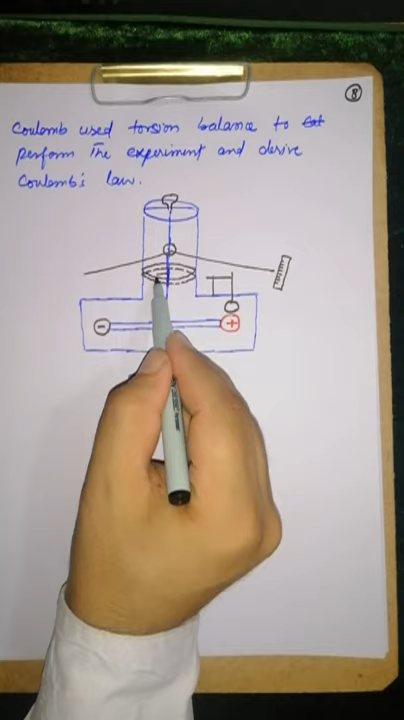 8
Coulomb used torsion balance to
perform The experiment and derive
Coulomb's law.
−
+